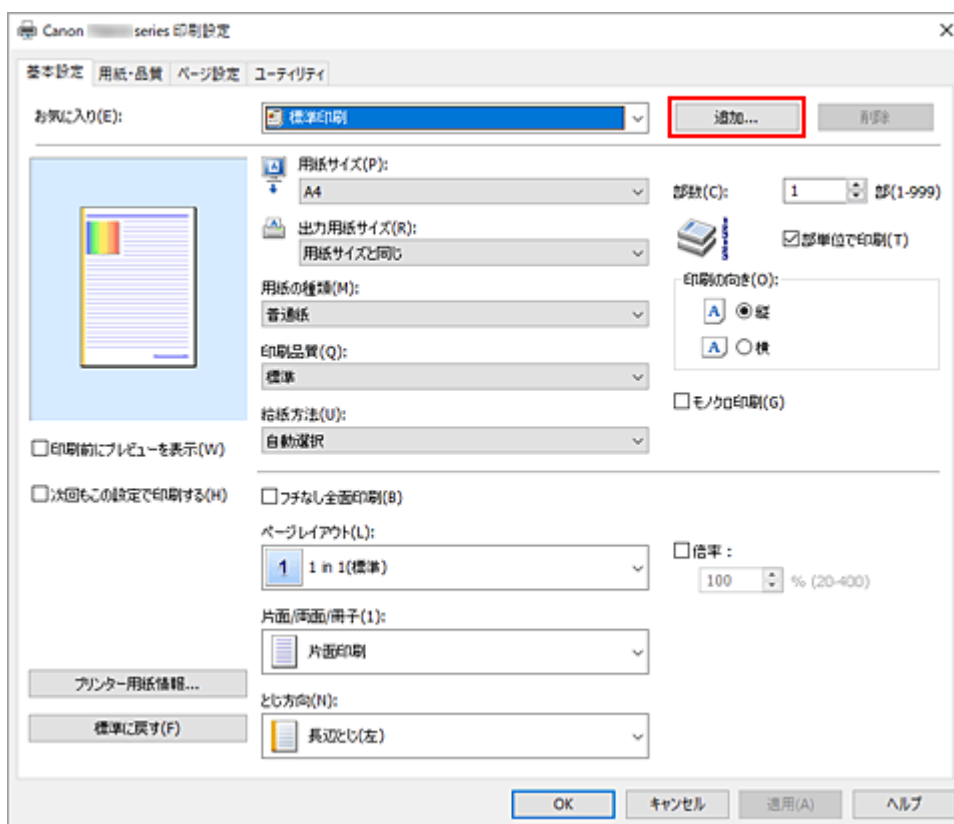 Canon series 印刷設定
基本設定 用紙・品質 ページ設定 ユーティリティ
お気に入り(E):
標準印刷
追加...
削除
用紙サイズ(P):
A4
出力用紙サイズ(R):
用紙サイズと同じ
用紙の種類(M):
普通紙
印刷品質(Q):
標準
給紙方法(U):
自動選択
部数(C):
1
部(1-999)
部単位で印刷(T)
印刷の向き(O):
A 縦
A 横
モノクロ印刷(G)
印刷前にプレビューを表示(W)
次回もこの設定で印刷する(H)
フチなし全面印刷(B)
ページレイアウト(L):
1 1 in 1(標準)
倍率:
100 % (20-400)
片面/両面/冊子(1):
片面印刷
とじ方向(N):
長辺とじ(左)
プリンター用紙情報...
標準に戻す(F)
OK キャンセル 適用(A) ヘルプ